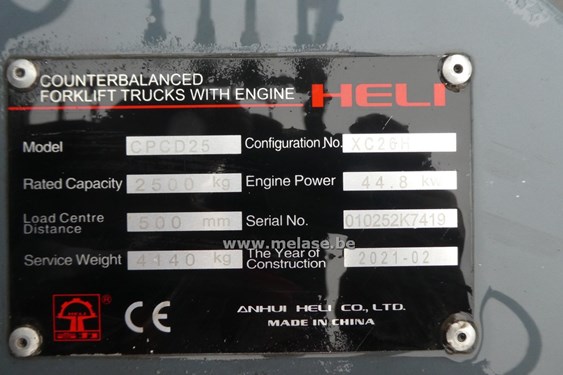 COUNTERBALANCED
FORKLIFT TRUCKS WITH ENGINE HELI
Model CPCD25 Configuration No.
Rated Capacity 2500 kg Engine Power 44.8
Load Centre Distance 500 mm Serial No. 010252K7419
www.melase.be
Service Weight 4140 kg The Year of Construction 2021-02
HELI
® CE ANHUI HELI CO., LTD.
MADE IN CHINA